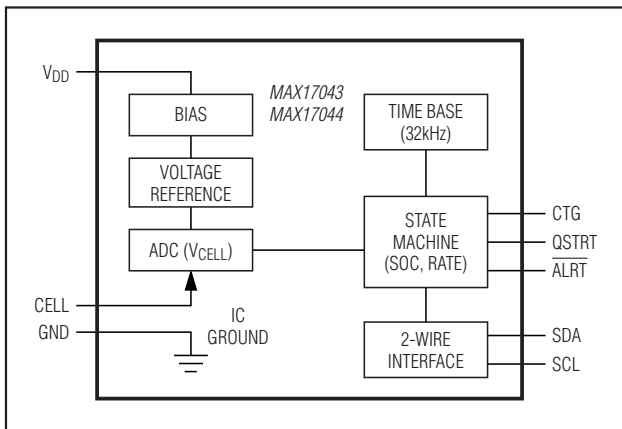 VDD
MAX17043
MAX17044
BIAS
TIME BASE
(32kHz)
VOLTAGE
REFERENCE
ADC (VCELL)
STATE
MACHINE
(SOC, RATE)
CTG
QSTRT
ALRT
CELL
GND
IC
GROUND
2-WIRE
INTERFACE
SDA
SCL